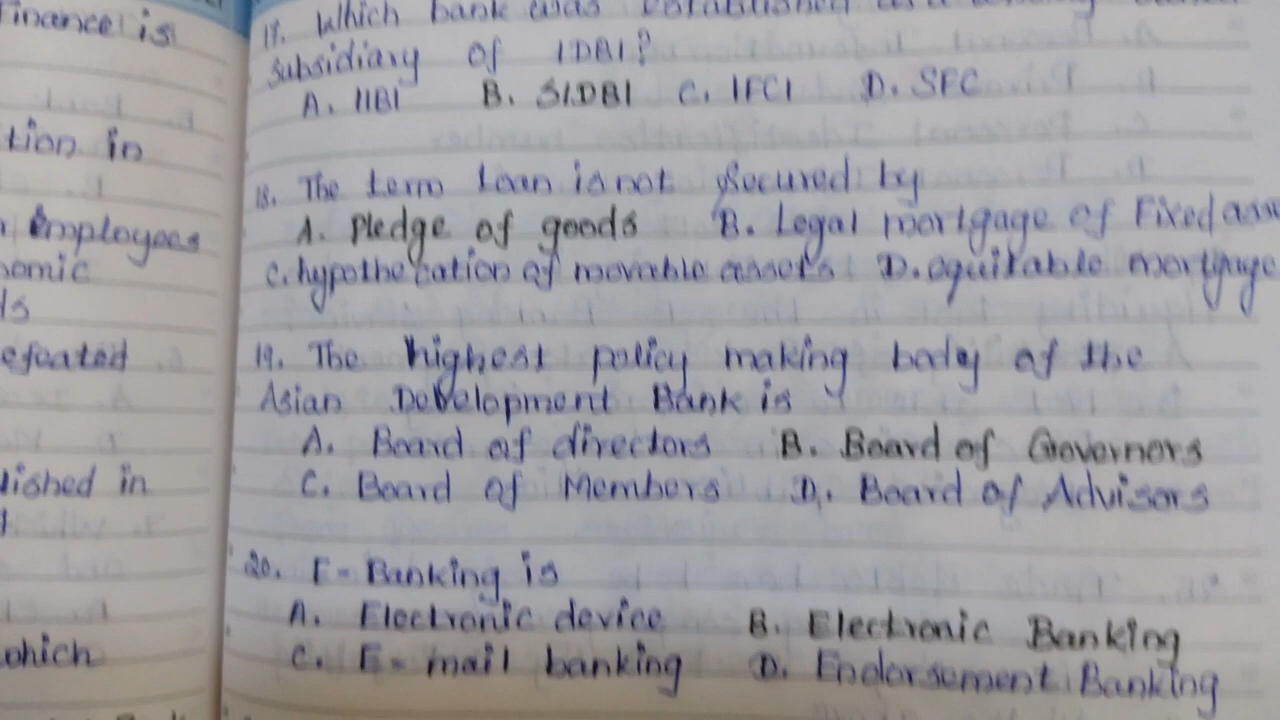 Finance is
tion in
employees
omic
ls
efeated
lished in
which
17. Which bank was established
subsidiary of IDBI?
A. IIBI B. SIDBI C. IFCI D. SFC
18. The term Loan is not Secured by
A. Pledge of goods B. Legal mortgage of Fixed
C. hypothecation of movable assets D. equitable mortgage
19. The highest policy making body of the
Asian Development Bank is
A. Board of directors B. Board of Governors
C. Board of Members D. Board of Advisors
20. E-Banking is
A. Electronic device B. Electronic Banking
C. E-mail banking D. Endorsement Banking